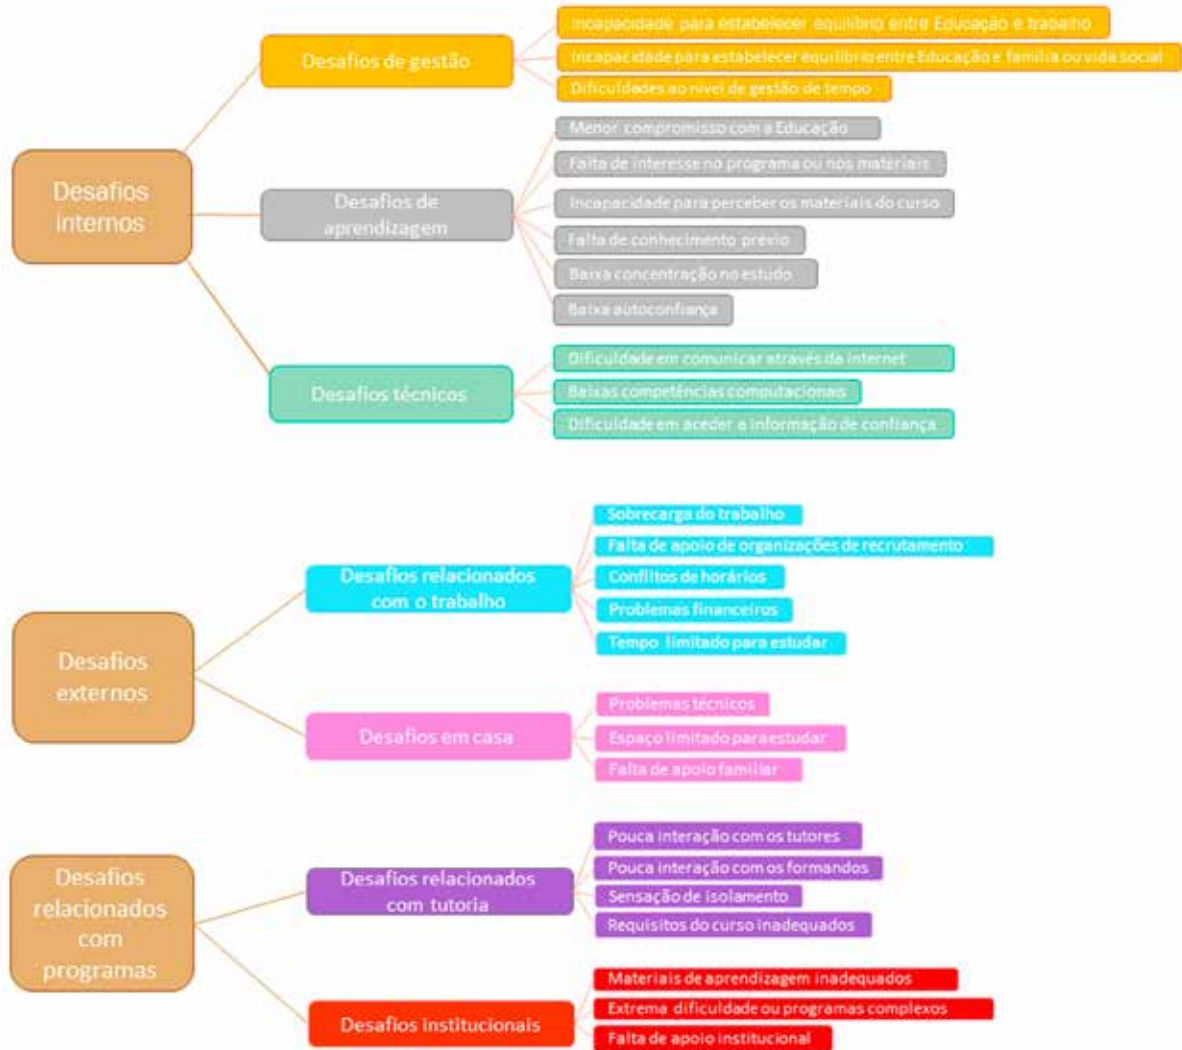 Desafios
internos
Desafios de gestão
Incapacidade para estabelecer equilíbrio entre Educação e trabalho
Incapacidade para estabelecer equilíbrio entre Educação e família ou vida social
Dificuldades ao nível de gestão de tempo
Desafios de
aprendizagem
Menor compromisso com a Educação
Falta de interesse no programa ou nos materiais
Incapacidade para perceber os materiais do curso
Falta de conhecimento prévio
Baixa concentração no estudo
Baixa autoconfiança
Desafios técnicos
Dificuldade em comunicar através da internet
Baixas competências computacionais
Dificuldade em aceder a informação de confiança
Desafios
externos
Desafios relacionados
com o trabalho
Sobrecarga do trabalho
Falta de apoio de organizações de recrutamento
Conflitos de horários
Problemas financeiros
Tempo limitado para estudar
Desafios em casa
Problemas técnicos
Espaço limitado para estudar
Falta de apoio familiar
Desafios
relacionados
com
programas
Desafios relacionados
com tutoria
Pouca interação com os tutores
Pouca interação com os formandos
Sensação de isolamento
Requisitos do curso inadequados
Desafios institucionais
Materiais de aprendizagem inadequados
Extrema dificuldade ou programas complexos
Falta de apoio institucional